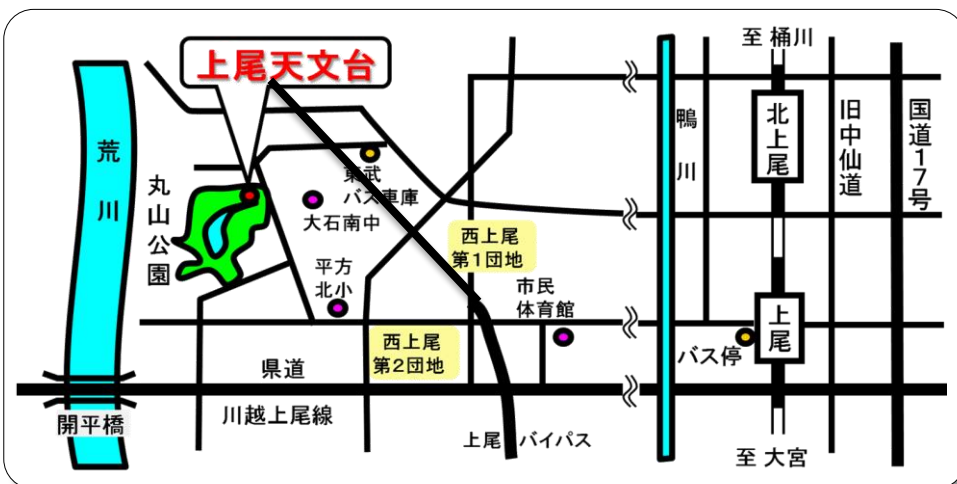 至 桶川
上尾天文台
荒川
丸山公園
東武
バス車庫
大石南中
平方
北小
西上尾
第1団地
市民
体育館
西上尾
第2団地
鴨川
北上尾
旧中仙道
国道17号
上尾
バス停
県道
川越上尾線
開平橋
上尾 バイパス
至 大宮